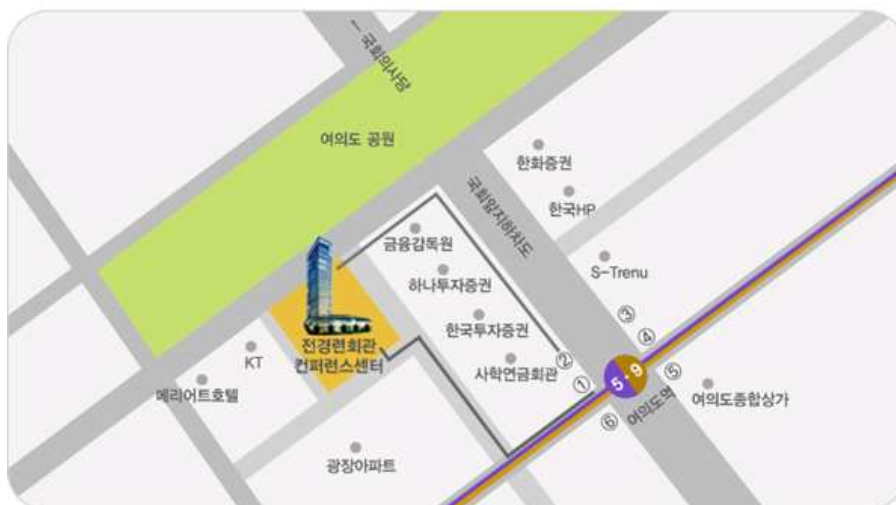 ← 국회의사당
여의도 공원
한화증권
국회앞지하차도
한국HP
금융감독원
S-Trenu
하나투자증권
한국투자증권
③
④
전경련회관
컨퍼런스센터
KT
②
사학연금회관
①
5·9
⑤
메리어트호텔
여의도역
여의도종합상가
⑥
광장아파트